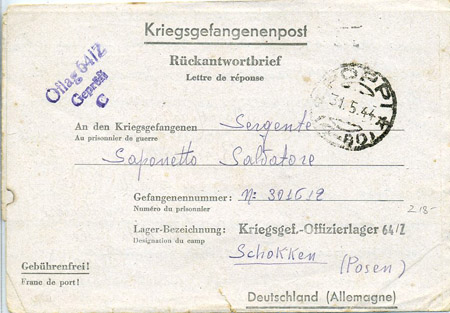 Kriegsgefangenenpost
Rückantwortbrief
Lettre de réponse
Oflag 64/Z
Geprüft
C
31.5.44
An den Kriegsgefangenen Sergente
Au prisonnier de guerre
Saponetto Salvatore
Gefangenennummer: N: 301612
Numéro du prisonnier
Lager-Bezeichnung: Kriegsgef.-Offizierlager 64/Z
Désignation du camp
Schokken (Posen)
Gebührenfrei!
Franc de port!
Deutschland (Allemagne)